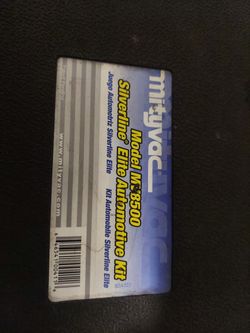 mityvac
Model MV8500
Silverline® Elite Automotive Kit
Juego Automotriz Silverline Elite
Kit Automobile Silverline Elite
www.mityvac.com